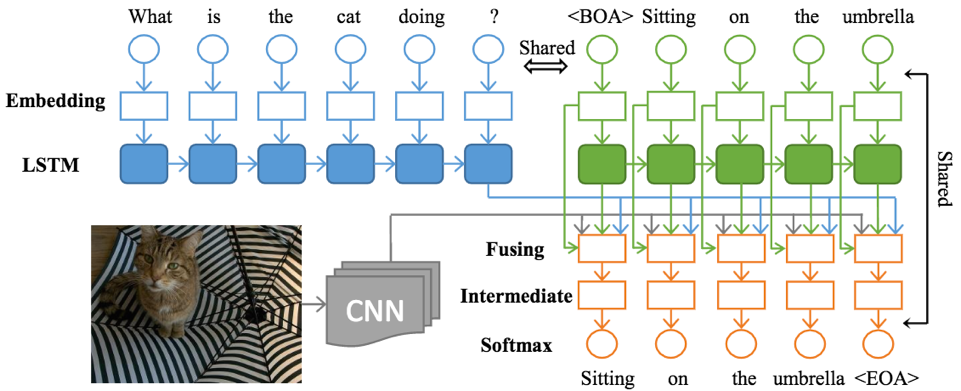 What is the cat doing ? <BOA> Sitting on the umbrella
Shared
Embedding
LSTM
Shared
Fusing
CNN
Intermediate
Softmax
Sitting on the umbrella <EOA>